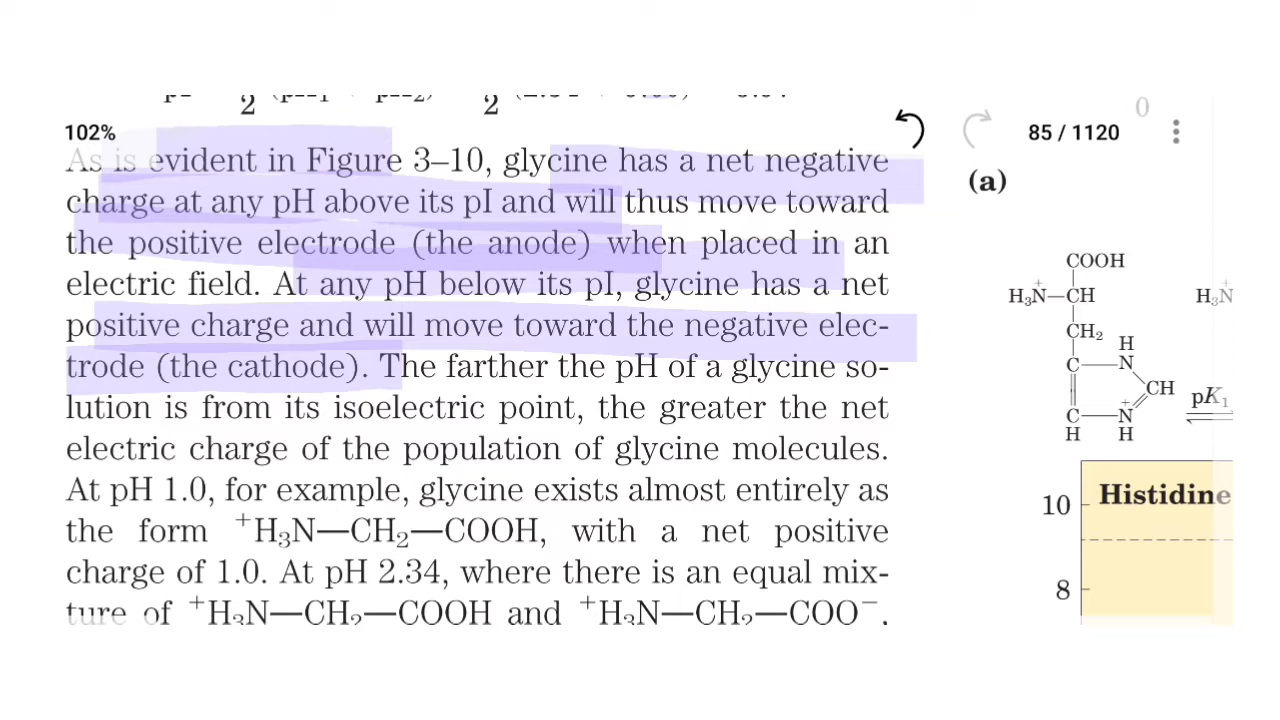 102%
85 / 1120
0
As is evident in Figure 3–10, glycine has a net negative
charge at any pH above its pI and will thus move toward
the positive electrode (the anode) when placed in an
electric field. At any pH below its pI, glycine has a net
positive charge and will move toward the negative elec-
trode (the cathode). The farther the pH of a glycine so-
lution is from its isoelectric point, the greater the net
electric charge of the population of glycine molecules.
At pH 1.0, for example, glycine exists almost entirely as
the form ⁺H₃N—CH₂—COOH, with a net positive
charge of 1.0. At pH 2.34, where there is an equal mix-
ture of ⁺H₃N—CH₂—COOH and ⁺H₃N—CH₂—COO⁻,
(a)
COOH
H₃N⁺—CH
H₃N⁺
CH₂
H
C—N
CH
pK₁
C—N⁺
H H
10 Histidine
8